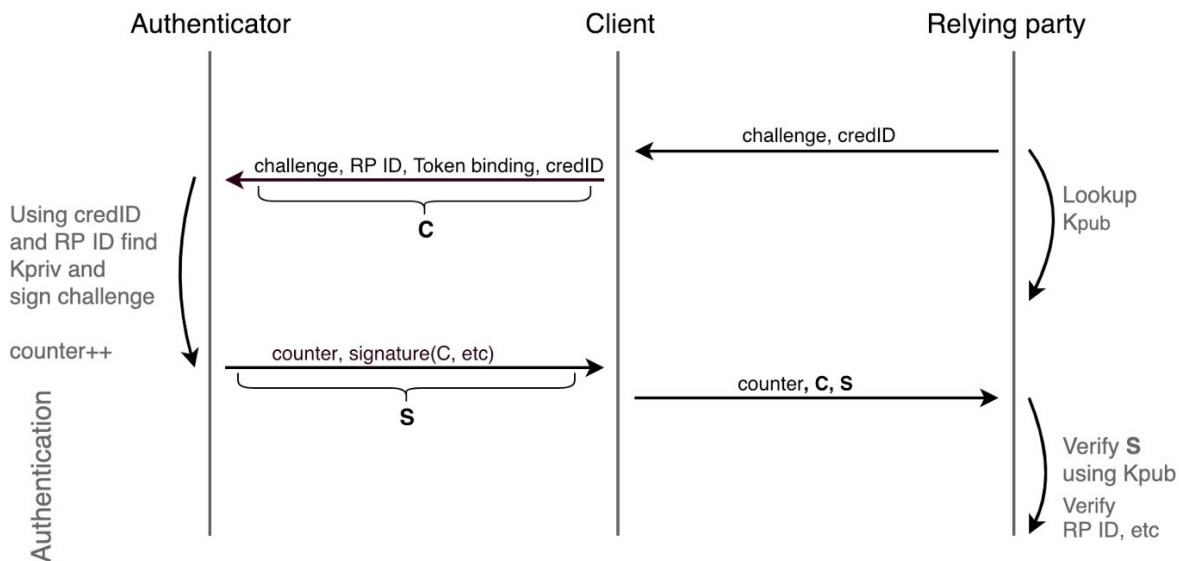 Authenticator
Client
Relying party
challenge, credID
challenge, RP ID, Token binding, credID
C
Lookup
Kpub
Using credID
and RP ID find
Kpriv and
sign challenge
counter++
counter, signature(C, etc)
S
counter, C, S
Verify S
using Kpub
Verify
RP ID, etc
Authentication